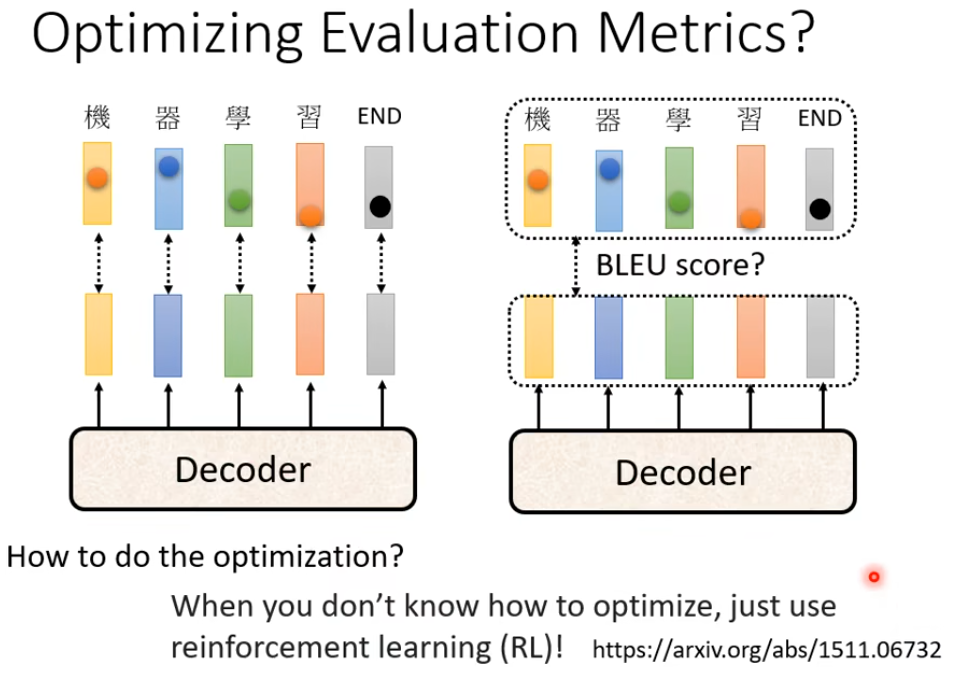 Optimizing Evaluation Metrics?
機 器 學 習 END
機 器 學 習 END
BLEU score?
Decoder
Decoder
How to do the optimization?
When you don't know how to optimize, just use
reinforcement learning (RL)! https://arxiv.org/abs/1511.06732